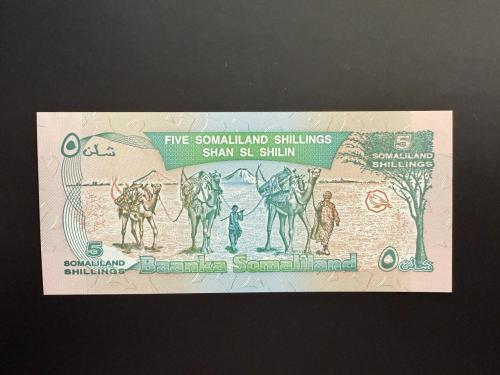 FIVE SOMALILAND SHILLINGS
SHAN SL SHILIN
٥ شلن
5
SOMALILAND
SHILLINGS
5
SOMALILAND
SHILLINGS
Baanka Somaliland
٥ شلن